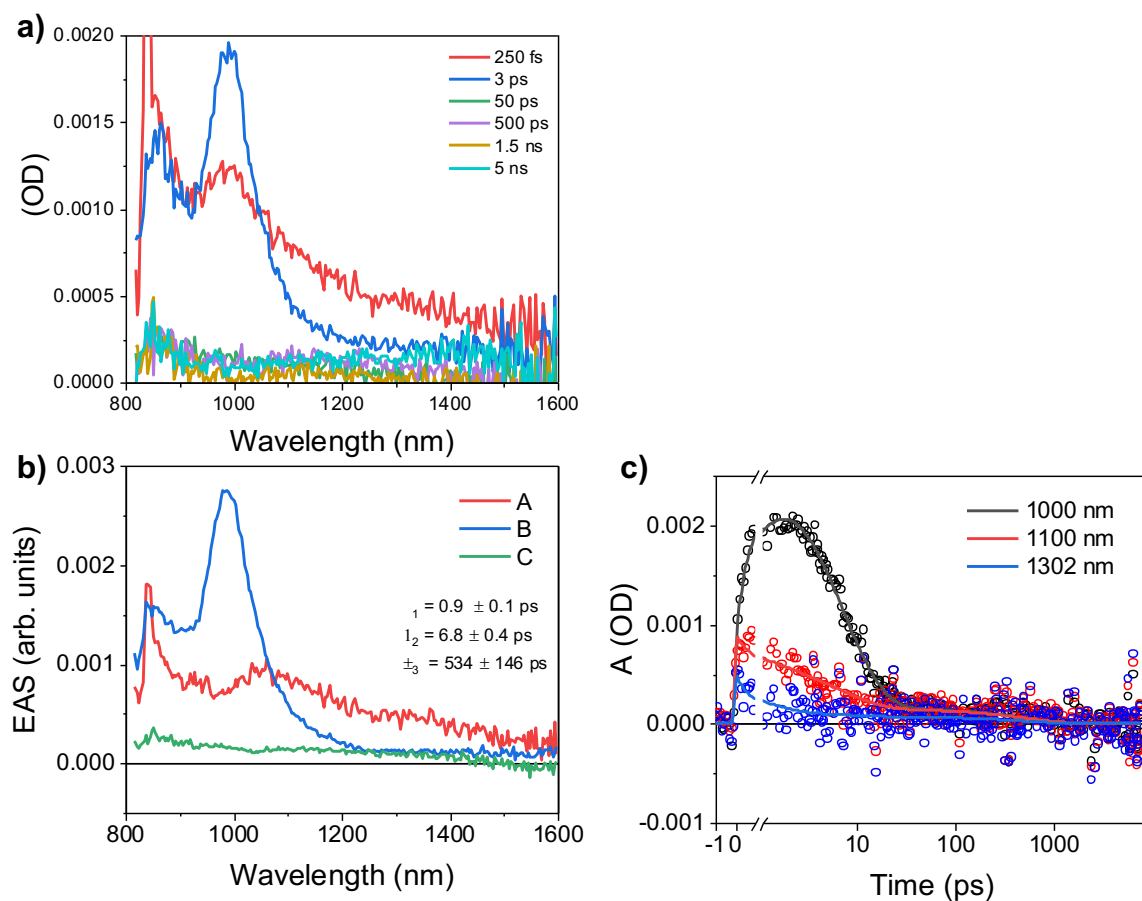 a)
0.0020
0.0015
0.0010
0.0005
0.0000
(OD)
250 fs
3 ps
50 ps
500 ps
1.5 ns
5 ns
800 1000 1200 1400 1600
Wavelength (nm)
b)
0.003
0.002
0.001
0.000
EAS (arb. units)
A
B
C
1 = 0.9 ± 0.1 ps
ı2 = 6.8 ± 0.4 ps
±3 = 534 ± 146 ps
800 1000 1200 1400 1600
Wavelength (nm)
c)
0.002
0.001
0.000
-0.001
A (OD)
1000 nm
1100 nm
1302 nm
-1 0 10 100 1000
Time (ps)